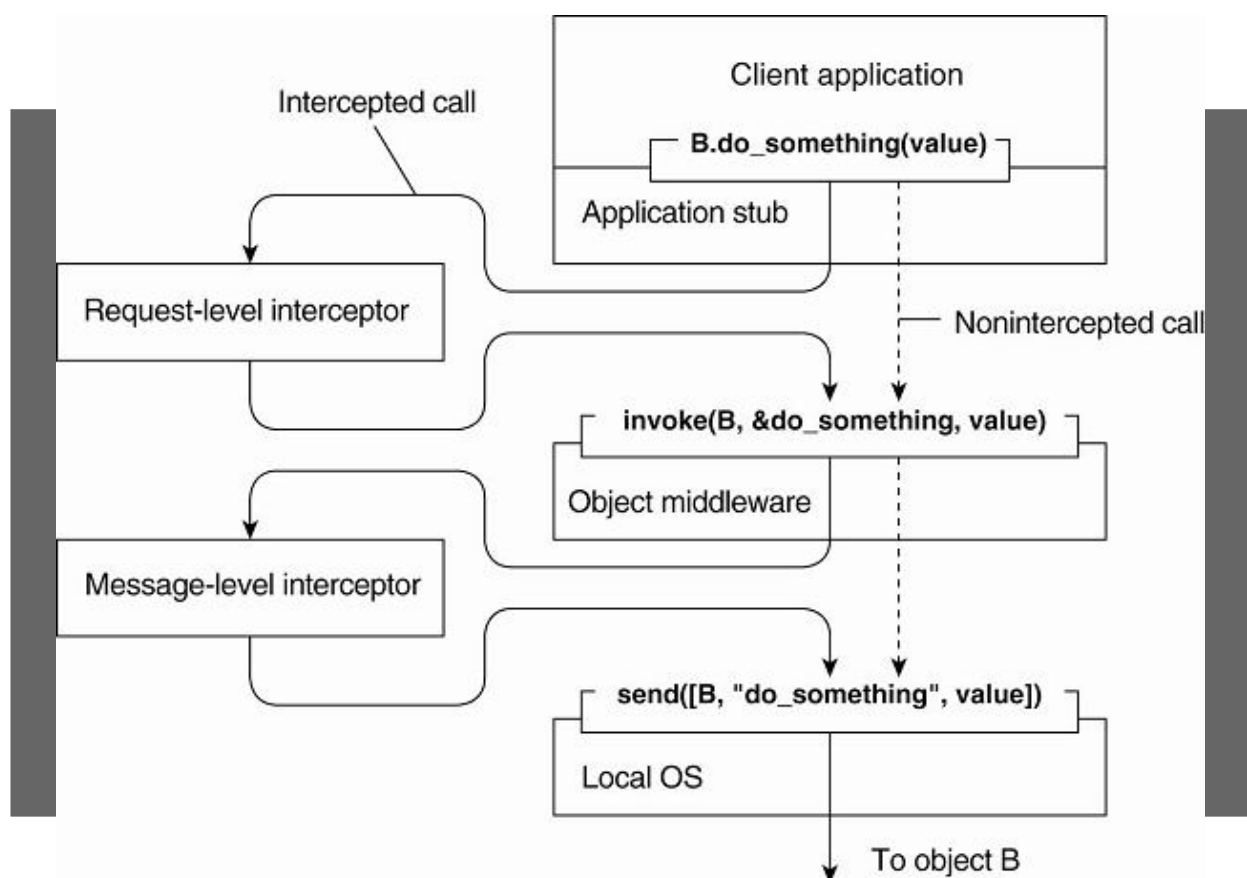 Client application
Intercepted call
B.do_something(value)
Application stub
Request-level interceptor
Nonintercepted call
invoke(B, &do_something, value)
Object middleware
Message-level interceptor
send([B, "do_something", value])
Local OS
To object B